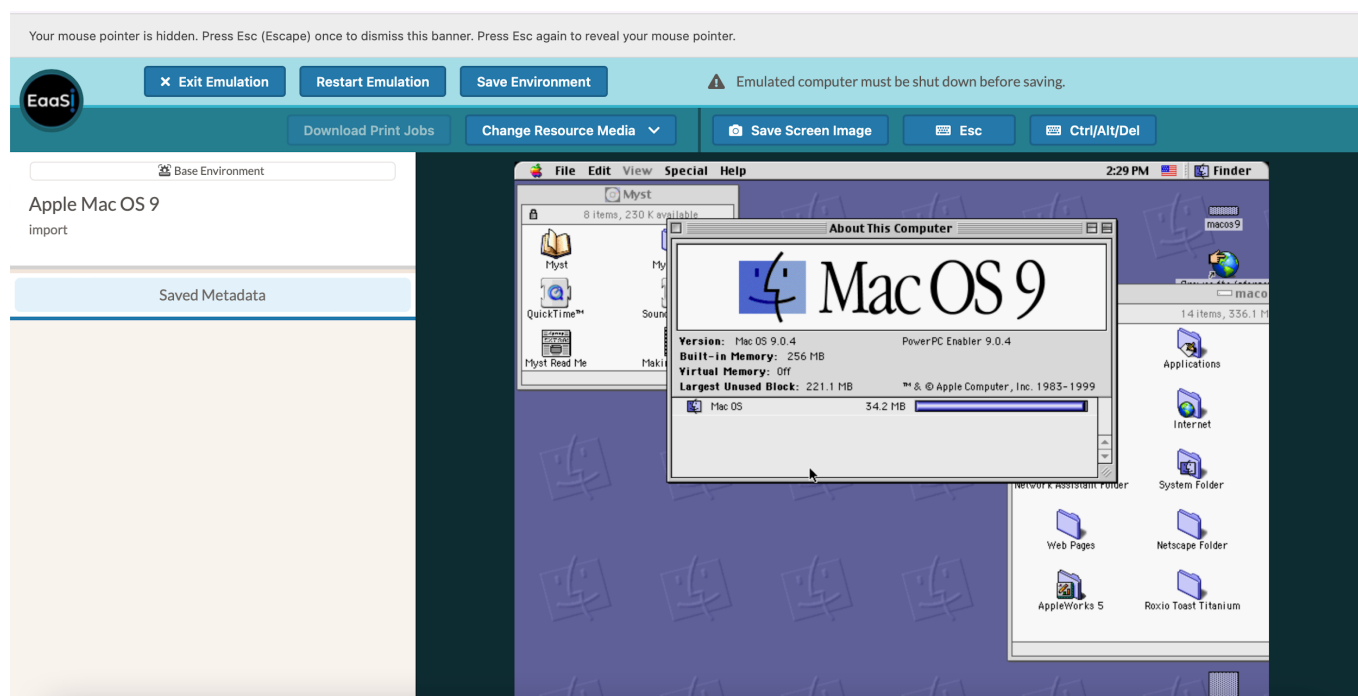 Your mouse pointer is hidden. Press Esc (Escape) once to dismiss this banner. Press Esc again to reveal your mouse pointer.
EaaSI
Exit Emulation
Restart Emulation
Save Environment
Emulated computer must be shut down before saving.
Download Print Jobs
Change Resource Media
Save Screen Image
Esc
Ctrl/Alt/Del
Base Environment
Apple Mac OS 9
import
Saved Metadata
File Edit View Special Help
2:29 PM
Finder
Myst
8 items, 230 K available
Myst
My
QuickTime™
Soun
Myst Read Me
Maki
About This Computer
Mac OS 9
Version: Mac OS 9.0.4
PowerPC Enabler 9.0.4
Built-in Memory: 256 MB
Virtual Memory: Off
Largest Unused Block: 221.1 MB
™ & © Apple Computer, Inc. 1983-1999
Mac OS
34.2 MB
macos9
maco
14 items, 336.1 M
Applications
Internet
Network Assistant Folder
System Folder
Web Pages
Netscape Folder
AppleWorks 5
Roxio Toast Titanium